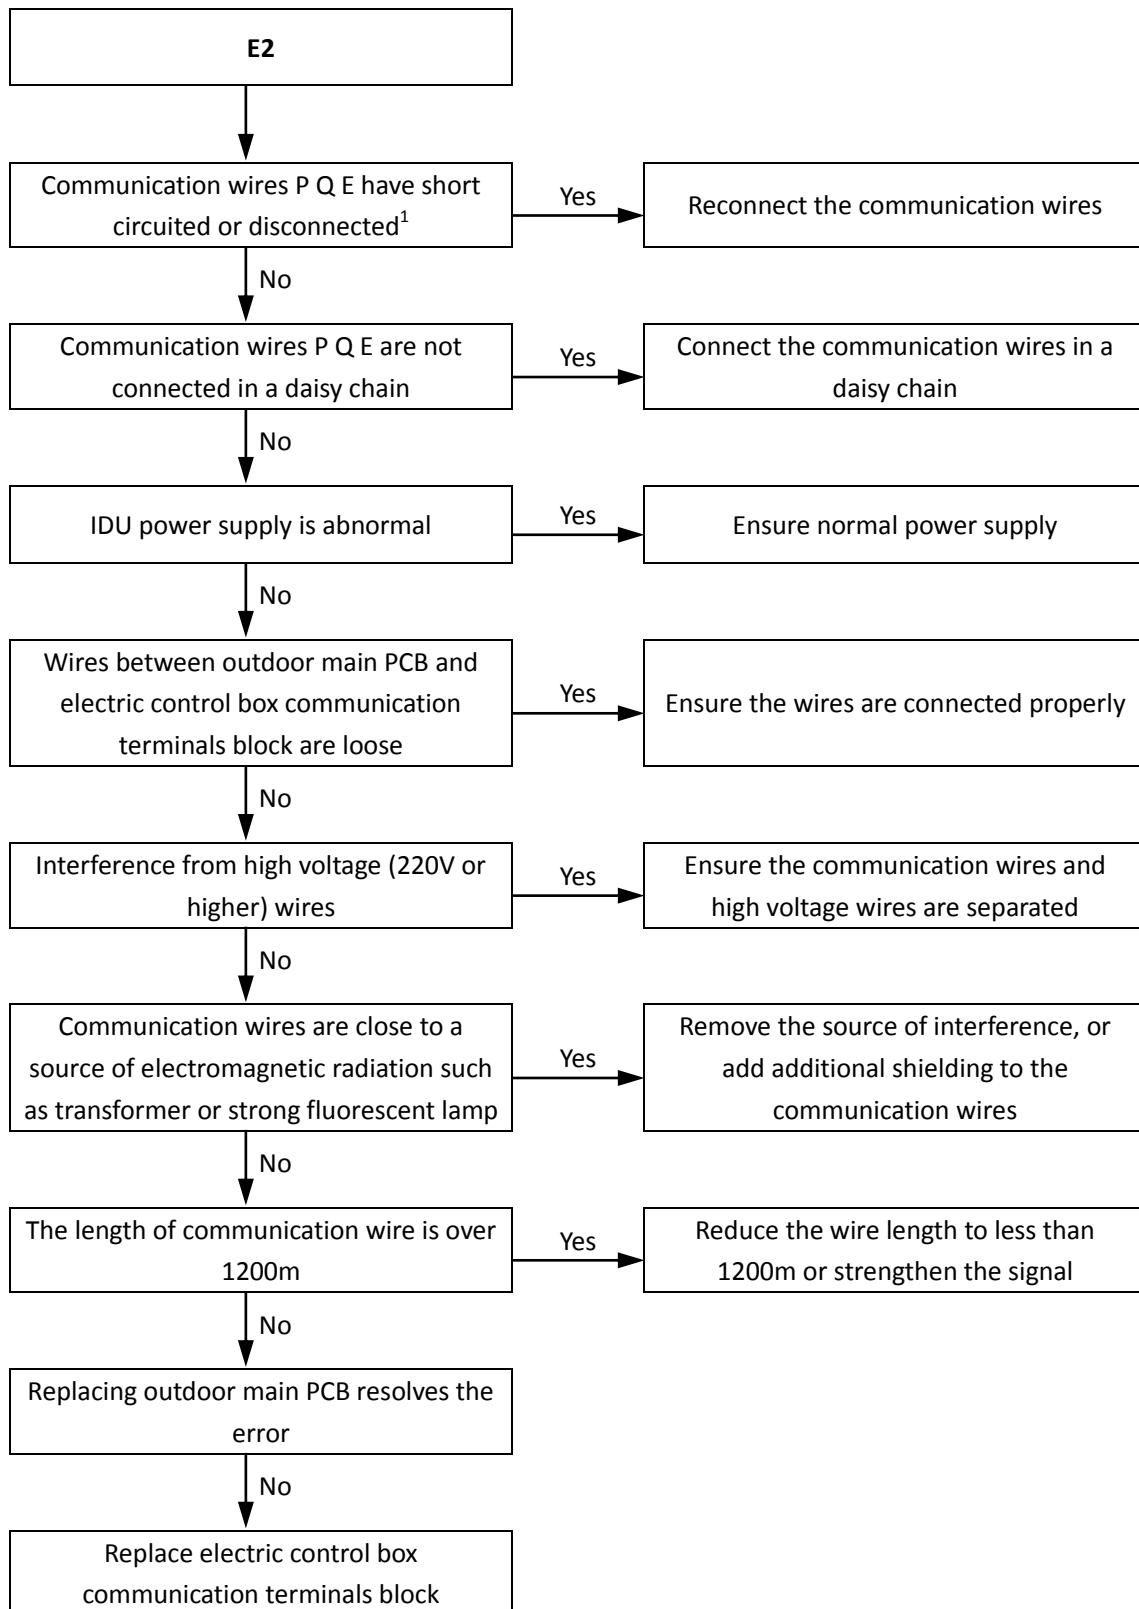 E2
Communication wires P Q E have short
circuited or disconnected1
Yes
Reconnect the communication wires
No
Communication wires P Q E are not
connected in a daisy chain
Yes
Connect the communication wires in a
daisy chain
No
IDU power supply is abnormal
Yes
Ensure normal power supply
No
Wires between outdoor main PCB and
electric control box communication
terminals block are loose
Yes
Ensure the wires are connected properly
No
Interference from high voltage (220V or
higher) wires
Yes
Ensure the communication wires and
high voltage wires are separated
No
Communication wires are close to a
source of electromagnetic radiation such
as transformer or strong fluorescent lamp
Yes
Remove the source of interference, or
add additional shielding to the
communication wires
No
The length of communication wire is over
1200m
Yes
Reduce the wire length to less than
1200m or strengthen the signal
No
Replacing outdoor main PCB resolves the
error
No
Replace electric control box
communication terminals block